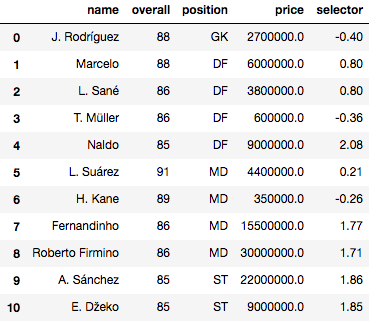 name overall position price selector
0 J. Rodríguez 88 GK 2700000.0 -0.40
1 Marcelo 88 DF 6000000.0 0.80
2 L. Sané 86 DF 3800000.0 0.80
3 T. Müller 86 DF 600000.0 -0.36
4 Naldo 85 DF 9000000.0 2.08
5 L. Suárez 91 MD 4400000.0 0.21
6 H. Kane 89 MD 350000.0 -0.26
7 Fernandinho 86 MD 15500000.0 1.77
8 Roberto Firmino 86 MD 30000000.0 1.71
9 A. Sánchez 85 ST 22000000.0 1.86
10 E. Džeko 85 ST 9000000.0 1.85